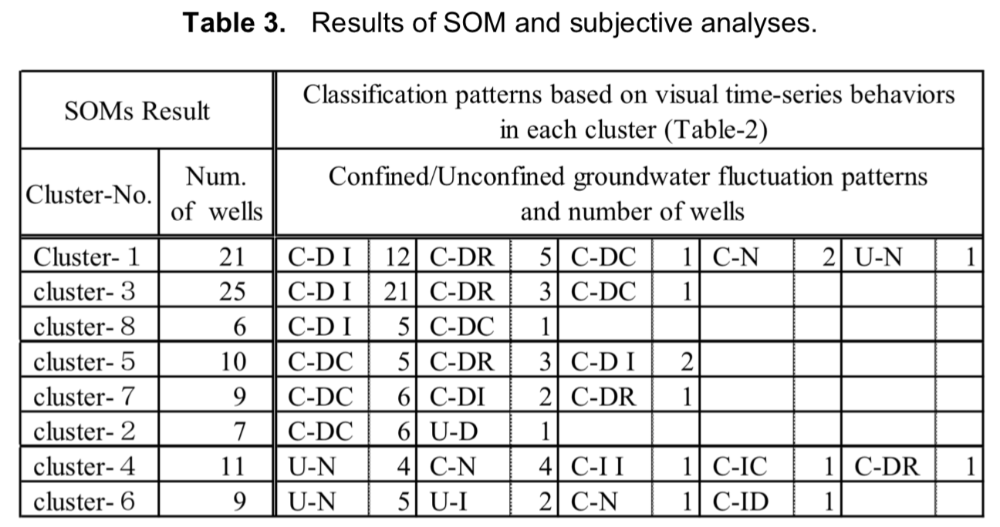 Table 3. Results of SOM and subjective analyses.
SOMs Result
Classification patterns based on visual time-series behaviors
in each cluster (Table-2)
Cluster-No.
Num.
of wells
Confined/Unconfined groundwater fluctuation patterns
and number of wells
Cluster- 1 21 C-D I 12 C-DR 5 C-DC 1 C-N 2 U-N 1
cluster- 3 25 C-D I 21 C-DR 3 C-DC 1
cluster- 8 6 C-D I 5 C-DC 1
cluster- 5 10 C-DC 5 C-DR 3 C-D I 2
cluster- 7 9 C-DC 6 C-DI 2 C-DR 1
cluster- 2 7 C-DC 6 U-D 1
cluster- 4 11 U-N 4 C-N 4 C-I I 1 C-IC 1 C-DR 1
cluster- 6 9 U-N 5 U-I 2 C-N 1 C-ID 1